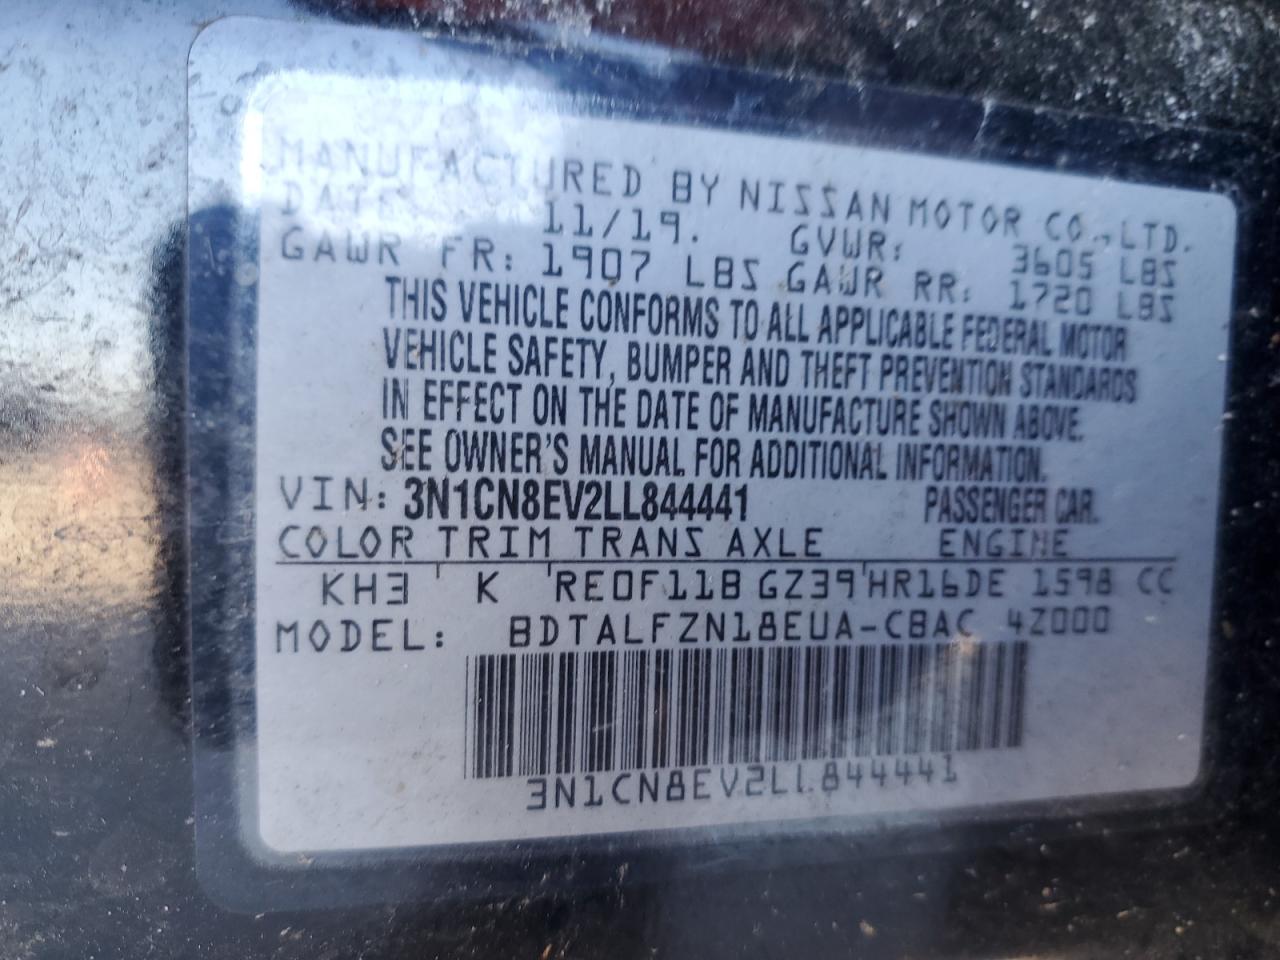 MANUFACTURED BY NISSAN MOTOR CO.,LTD.
DATE: 11/19. GVWR: 3605 LBS
GAWR FR: 1907 LBS GAWR RR: 1720 LBS
THIS VEHICLE CONFORMS TO ALL APPLICABLE FEDERAL MOTOR
VEHICLE SAFETY, BUMPER AND THEFT PREVENTION STANDARDS
IN EFFECT ON THE DATE OF MANUFACTURE SHOWN ABOVE.
SEE OWNER'S MANUAL FOR ADDITIONAL INFORMATION.
VIN: 3N1CN8EV2LL844441 PASSENGER CAR.
COLOR TRIM TRANS AXLE ENGINE
KH3 K RE0F11B GZ39 HR16DE 1598 CC
MODEL: BDTALFZN18EUA-CBAC 4Z000
3N1CN8EV2LL844441